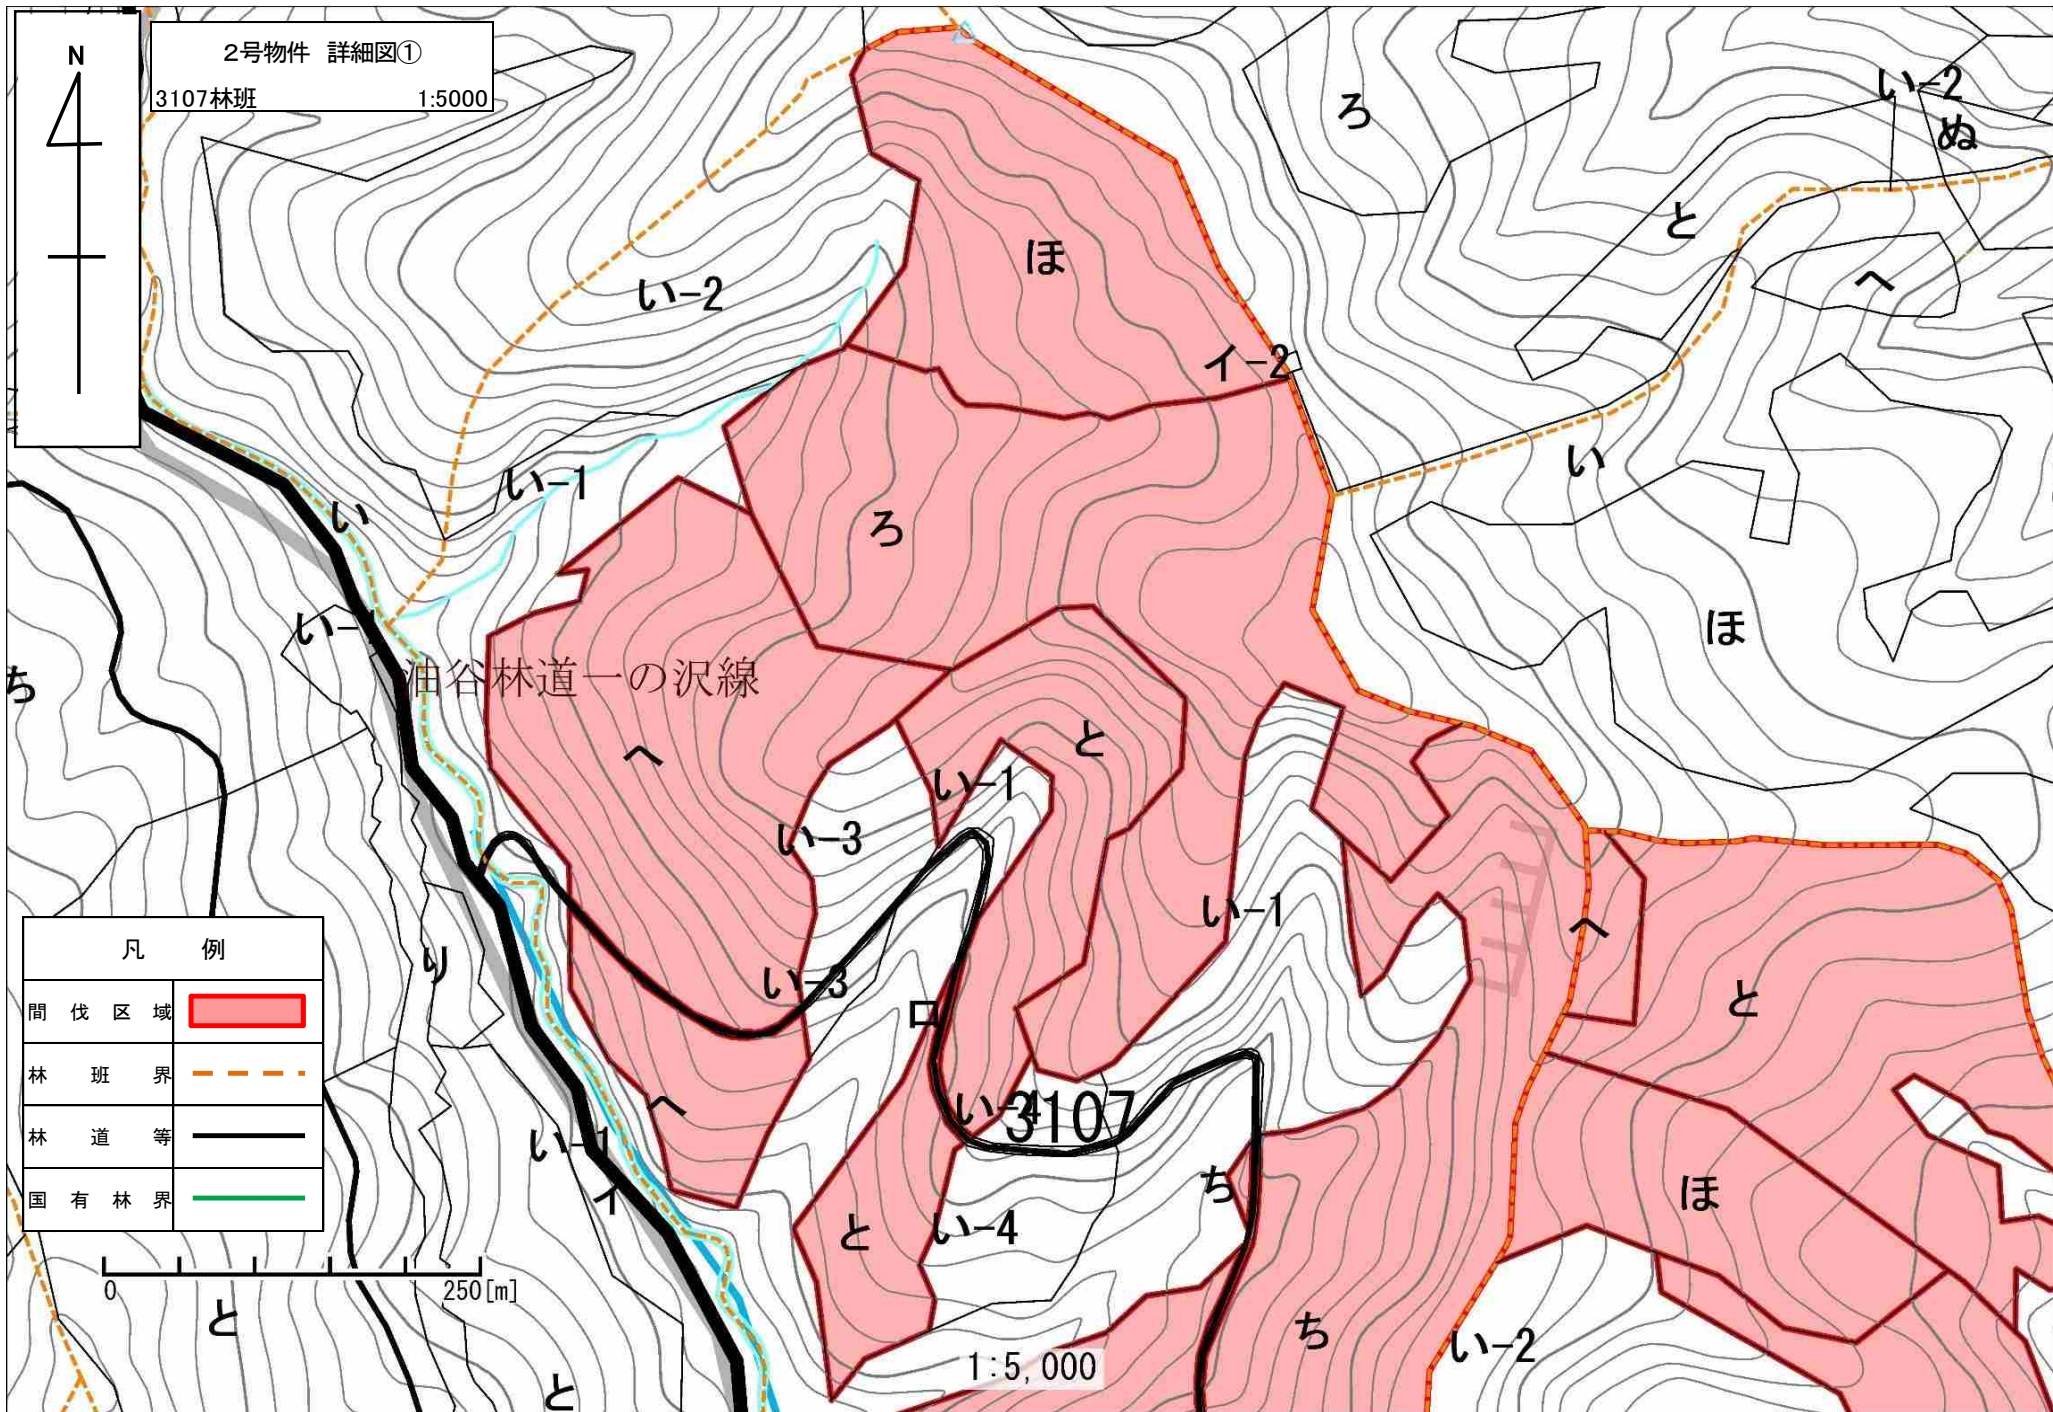 N
2号物件 詳細図①
3107林班 1:5000
い-2
ぬ
ろ
と
へ
ほ
い-2
イ-2
い
い-1
い
ろ
い-1
ほ
ち
油谷林道一の沢線
へ
と
い-1
い-3
い-1
へ
り
い-3
ロ
と
い-4
3107
へ
い-1
イ
ち
ほ
と
い-4
ち
い-2
凡 例
間伐区域
林班界
林道等
国有林界
0 250[m]
と
と
1:5,000